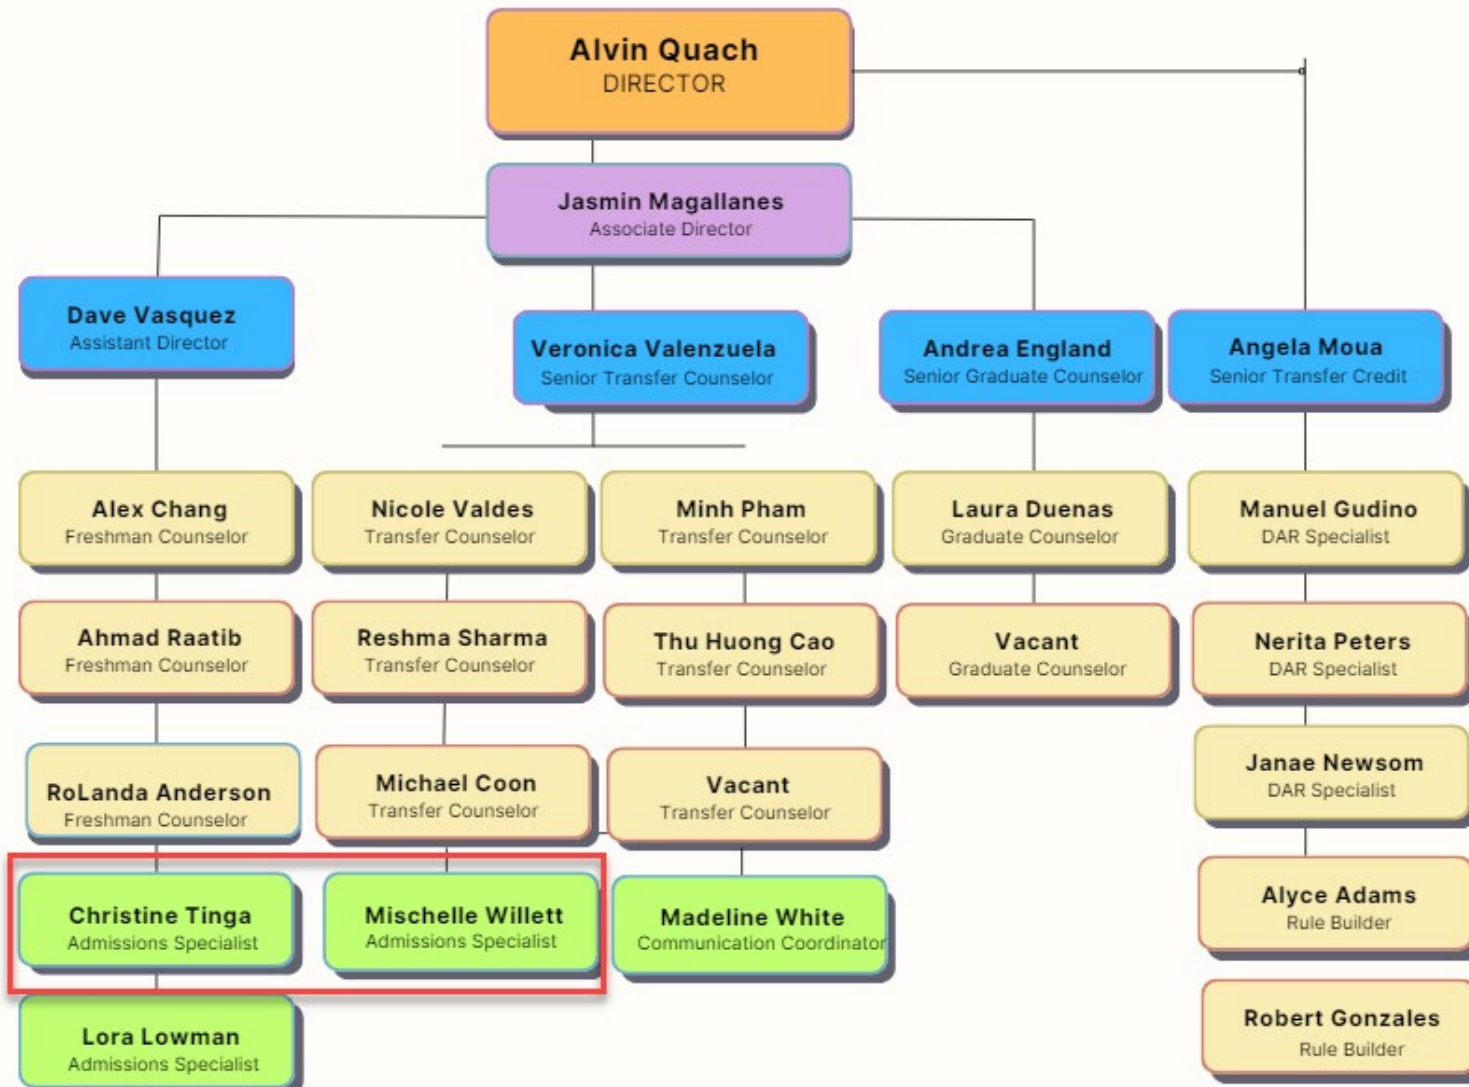 Alvin Quach
DIRECTOR
Jasmin Magallanes
Associate Director
Dave Vasquez
Assistant Director
Veronica Valenzuela
Senior Transfer Counselor
Andrea England
Senior Graduate Counselor
Angela Moua
Senior Transfer Credit
Alex Chang
Freshman Counselor
Nicole Valdes
Transfer Counselor
Minh Pham
Transfer Counselor
Laura Duenas
Graduate Counselor
Manuel Gudino
DAR Specialist
Ahmad Raatib
Freshman Counselor
Reshma Sharma
Transfer Counselor
Thu Huong Cao
Transfer Counselor
Vacant
Graduate Counselor
Nerita Peters
DAR Specialist
RoLanda Anderson
Freshman Counselor
Michael Coon
Transfer Counselor
Vacant
Transfer Counselor
Janae Newsom
DAR Specialist
Christine Tinga
Admissions Specialist
Mischelle Willett
Admissions Specialist
Madeline White
Communication Coordinator
Alyce Adams
Rule Builder
Lora Lowman
Admissions Specialist
Robert Gonzales
Rule Builder